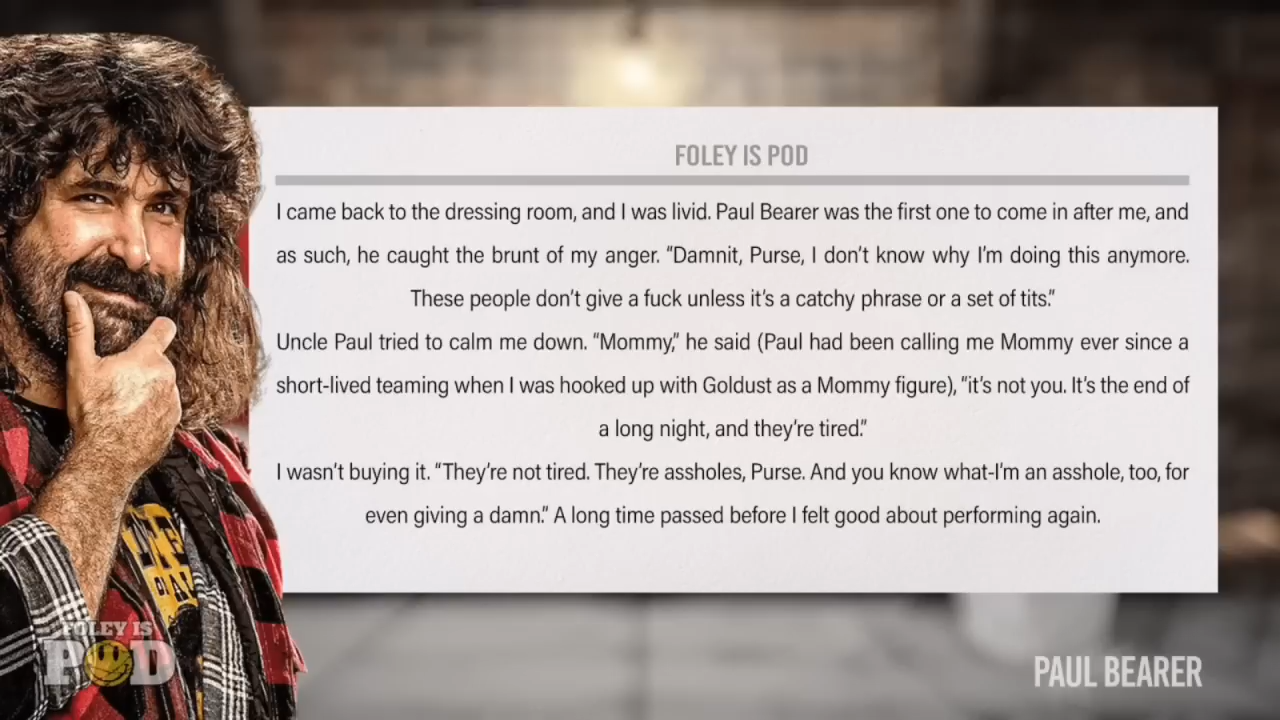 FOLEY IS POD
I came back to the dressing room, and I was livid. Paul Bearer was the first one to come in after me, and
as such, he caught the brunt of my anger. “Damnit, Purse, I don’t know why I’m doing this anymore.
These people don’t give a fuck unless it’s a catchy phrase or a set of tits.”
Uncle Paul tried to calm me down. “Mommy,” he said (Paul had been calling me Mommy ever since a
short-lived teaming when I was hooked up with Goldust as a Mommy figure), “it’s not you. It’s the end of
a long night, and they’re tired.”
I wasn’t buying it. “They’re not tired. They’re assholes, Purse. And you know what-I’m an asshole, too, for
even giving a damn.” A long time passed before I felt good about performing again.
FOLEY IS
POD
PAUL BEARER